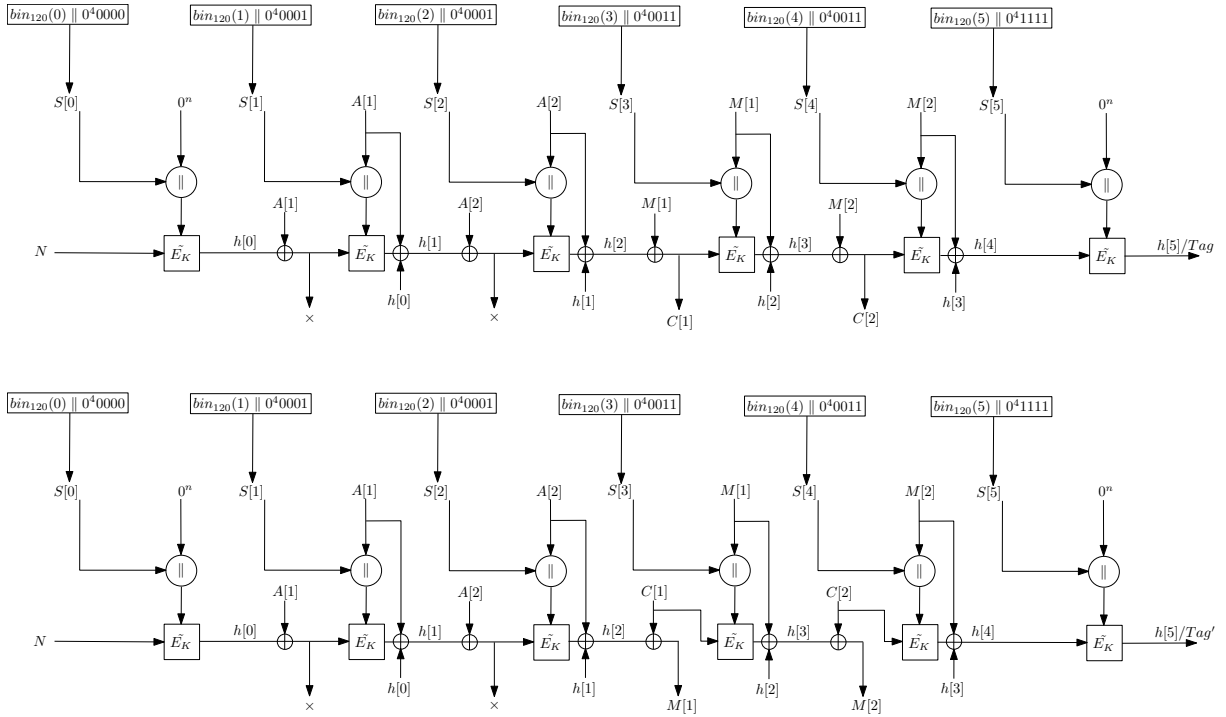 bin₁₂₀(0) ∥ 0⁴0000 bin₁₂₀(1) ∥ 0⁴0001 bin₁₂₀(2) ∥ 0⁴0001 bin₁₂₀(3) ∥ 0⁴0011 bin₁₂₀(4) ∥ 0⁴0011 bin₁₂₀(5) ∥ 0⁴1111
S[0] 0ⁿ S[1] A[1] S[2] A[2] S[3] M[1] S[4] M[2] S[5] 0ⁿ
∥ ∥ ∥ ∥ ∥ ∥
A[1] A[2] M[1] M[2]
N Ẽ_K h[0] Ẽ_K h[1] Ẽ_K h[2] Ẽ_K h[3] Ẽ_K h[4] Ẽ_K h[5]/Tag
h[0] h[1] h[2] h[3]
× × C[1] C[2]
bin₁₂₀(0) ∥ 0⁴0000 bin₁₂₀(1) ∥ 0⁴0001 bin₁₂₀(2) ∥ 0⁴0001 bin₁₂₀(3) ∥ 0⁴0011 bin₁₂₀(4) ∥ 0⁴0011 bin₁₂₀(5) ∥ 0⁴1111
S[0] 0ⁿ S[1] A[1] S[2] A[2] S[3] M[1] S[4] M[2] S[5] 0ⁿ
∥ ∥ ∥ ∥ ∥ ∥
A[1] A[2] C[1] C[2]
N Ẽ_K h[0] Ẽ_K h[1] Ẽ_K h[2] Ẽ_K h[3] Ẽ_K h[4] Ẽ_K h[5]/Tag′
h[0] h[1] h[2] h[3]
× × M[1] M[2]